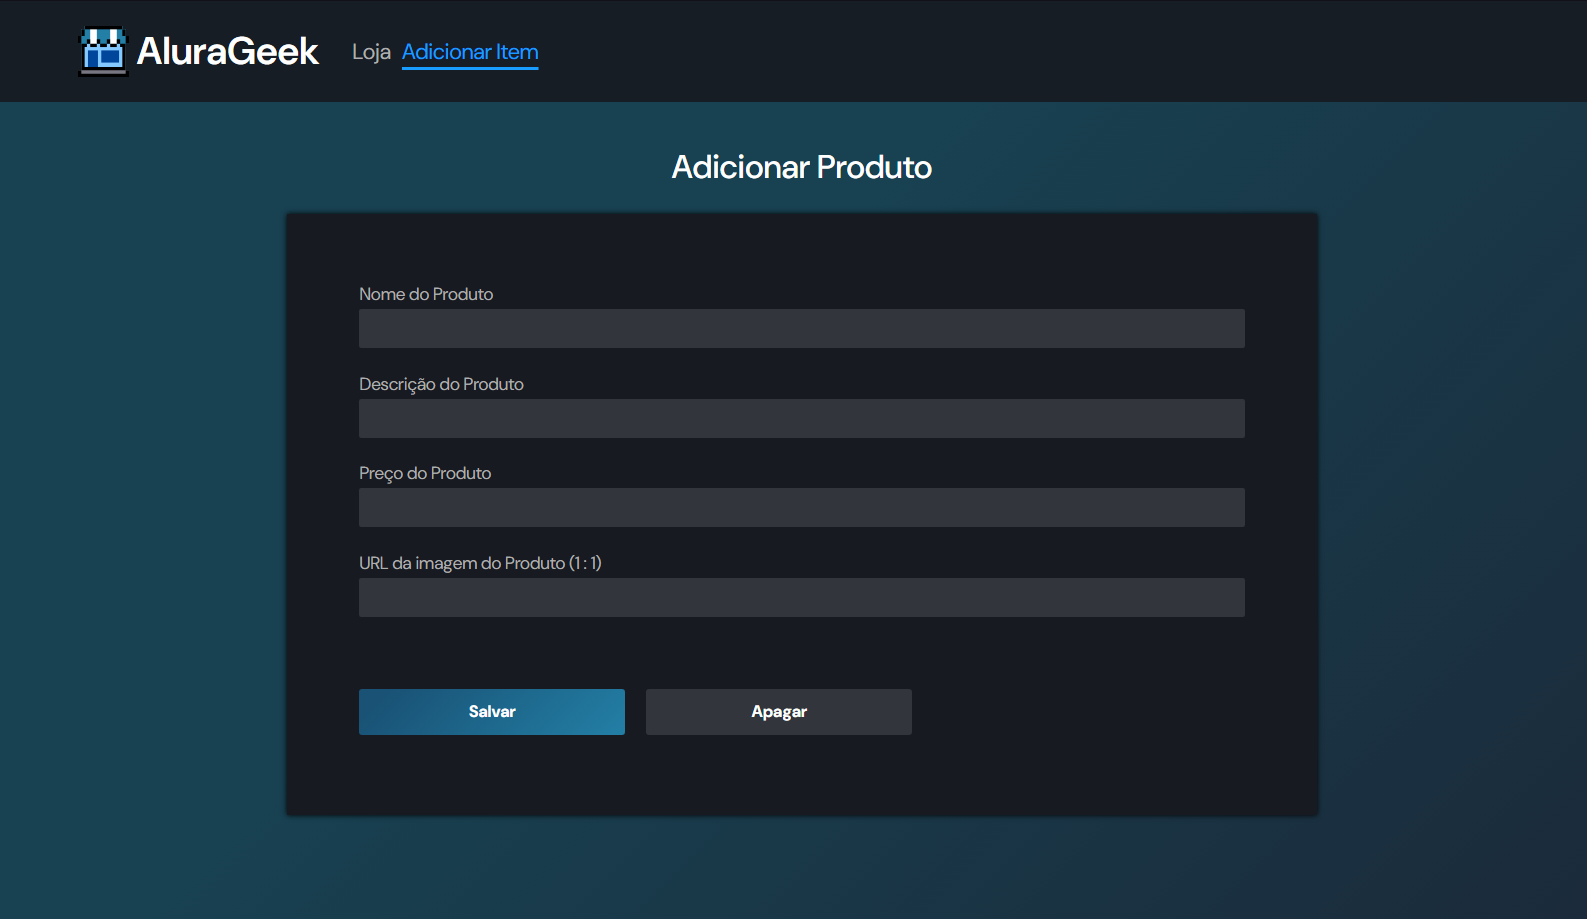 AluraGeek Loja Adicionar Item
Adicionar Produto
Nome do Produto
Descrição do Produto
Preço do Produto
URL da imagem do Produto (1 : 1)
Salvar Apagar